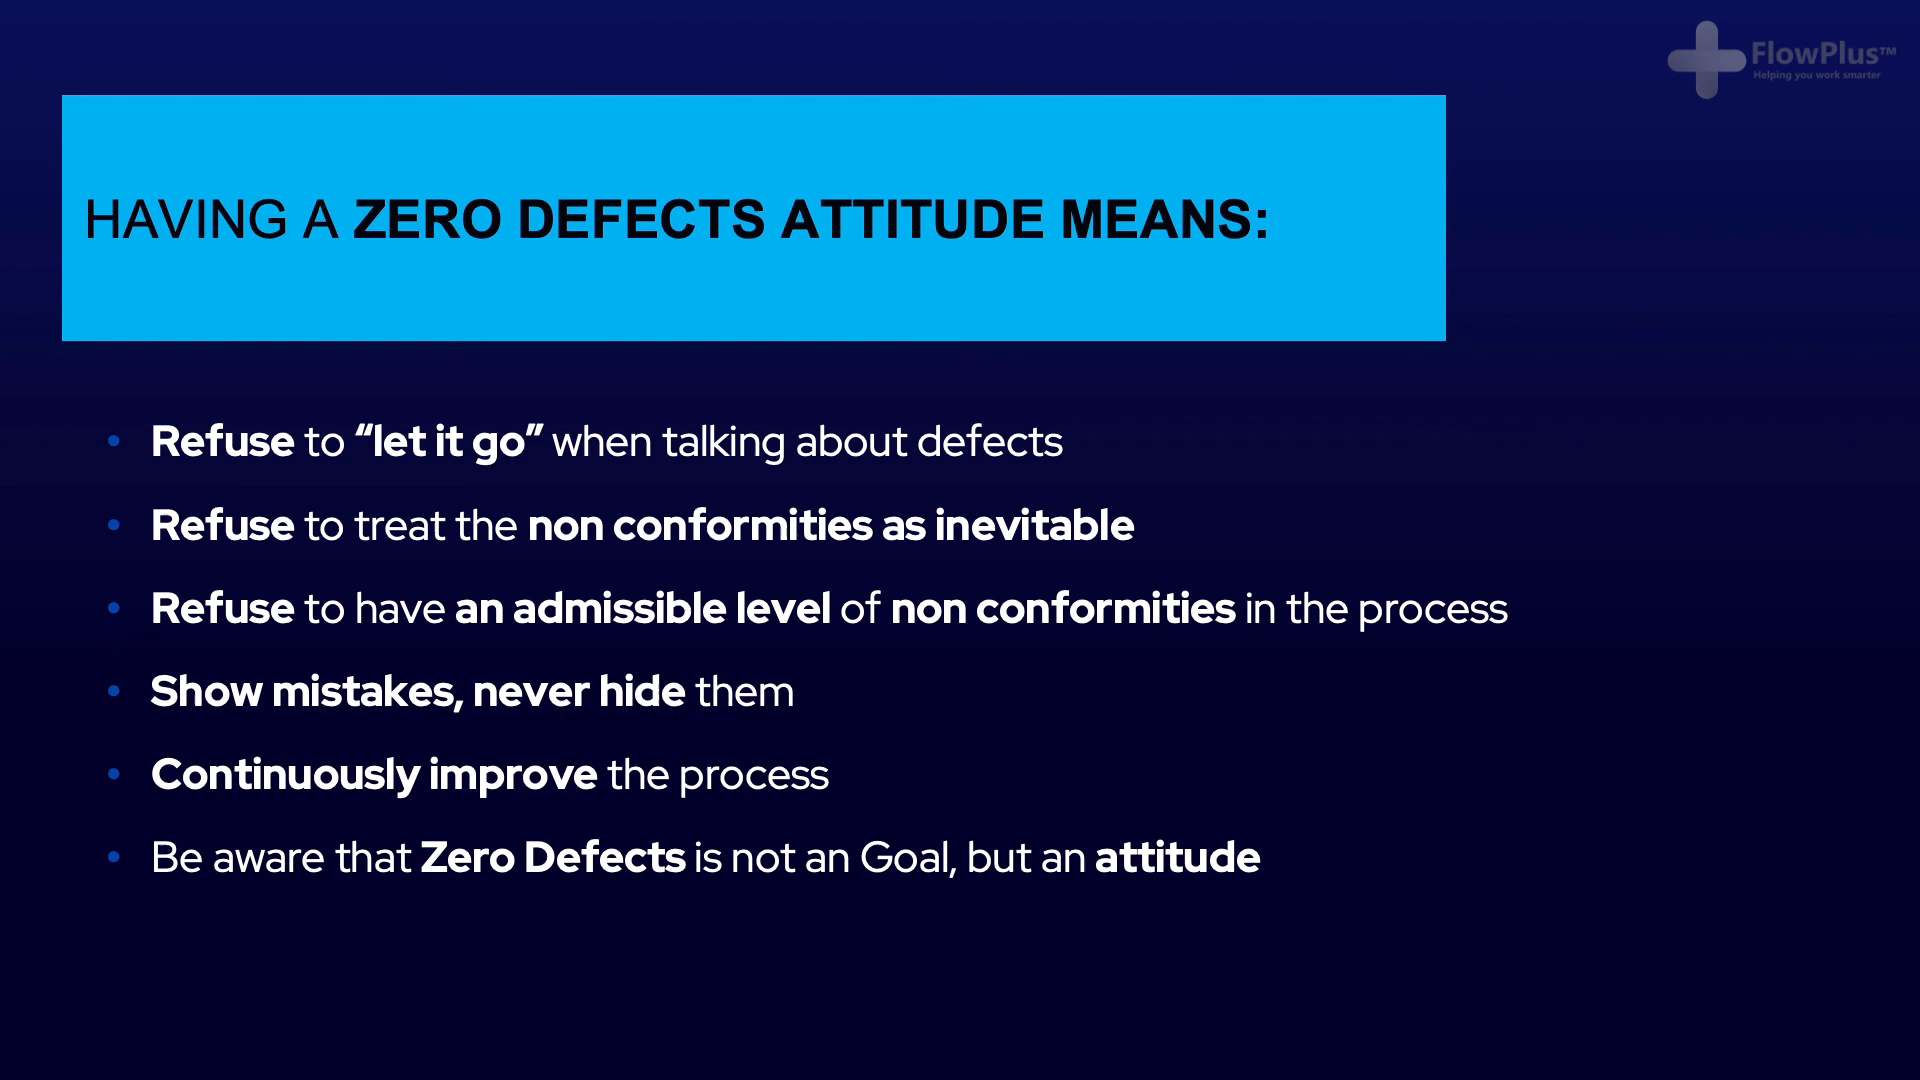 FlowPlus™
Helping you work smarter
HAVING A ZERO DEFECTS ATTITUDE MEANS:
• Refuse to “let it go” when talking about defects
• Refuse to treat the non conformities as inevitable
• Refuse to have an admissible level of non conformities in the process
• Show mistakes, never hide them
• Continuously improve the process
• Be aware that Zero Defects is not an Goal, but an attitude